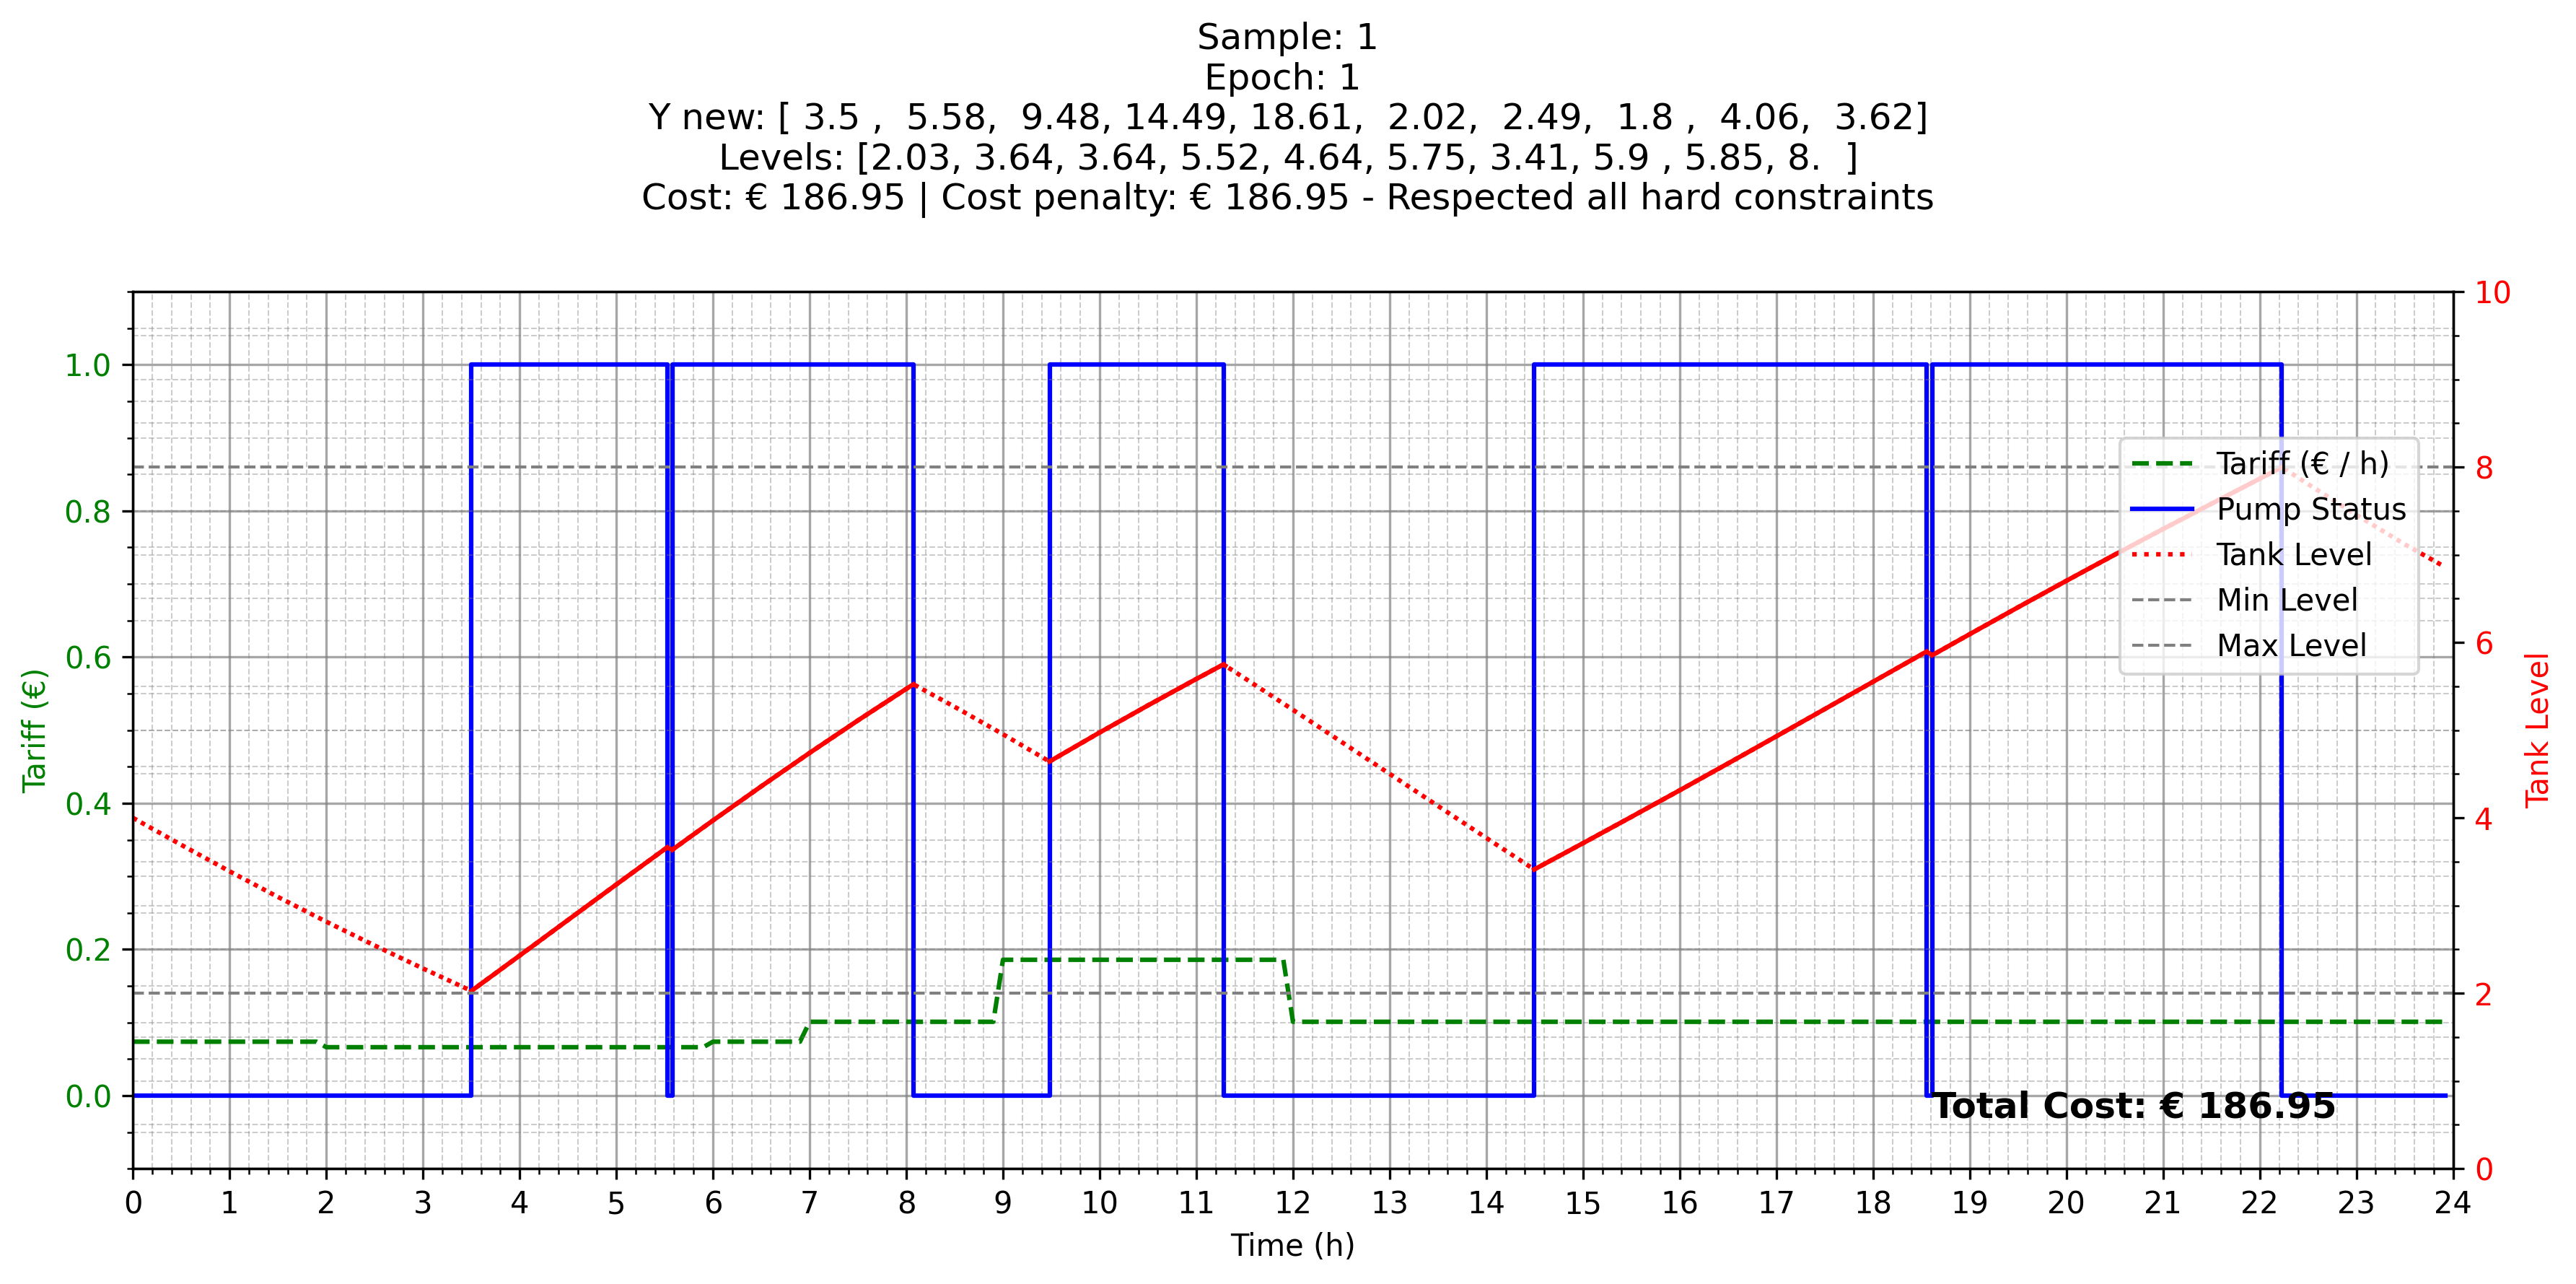 Sample: 1
Epoch: 1
Y new: [ 3.5 ,  5.58,  9.48, 14.49, 18.61,  2.02,  2.49,  1.8 ,  4.06,  3.62]
Levels: [2.03, 3.64, 3.64, 5.52, 4.64, 5.75, 3.41, 5.9 , 5.85, 8.  ]
Cost: € 186.95 | Cost penalty: € 186.95 - Respected all hard constraints
10
1.0
8
Tariff (€ / h)
0.8
Pump Status
Tank Level
Min Level
Max Level
0.6
6
Tariff (€)
Tank Level
0.4
4
0.2
2
0.0
Total Cost: € 186.95
0
0 1 2 3 4 5 6 7 8 9 10 11 12 13 14 15 16 17 18 19 20 21 22 23 24
Time (h)